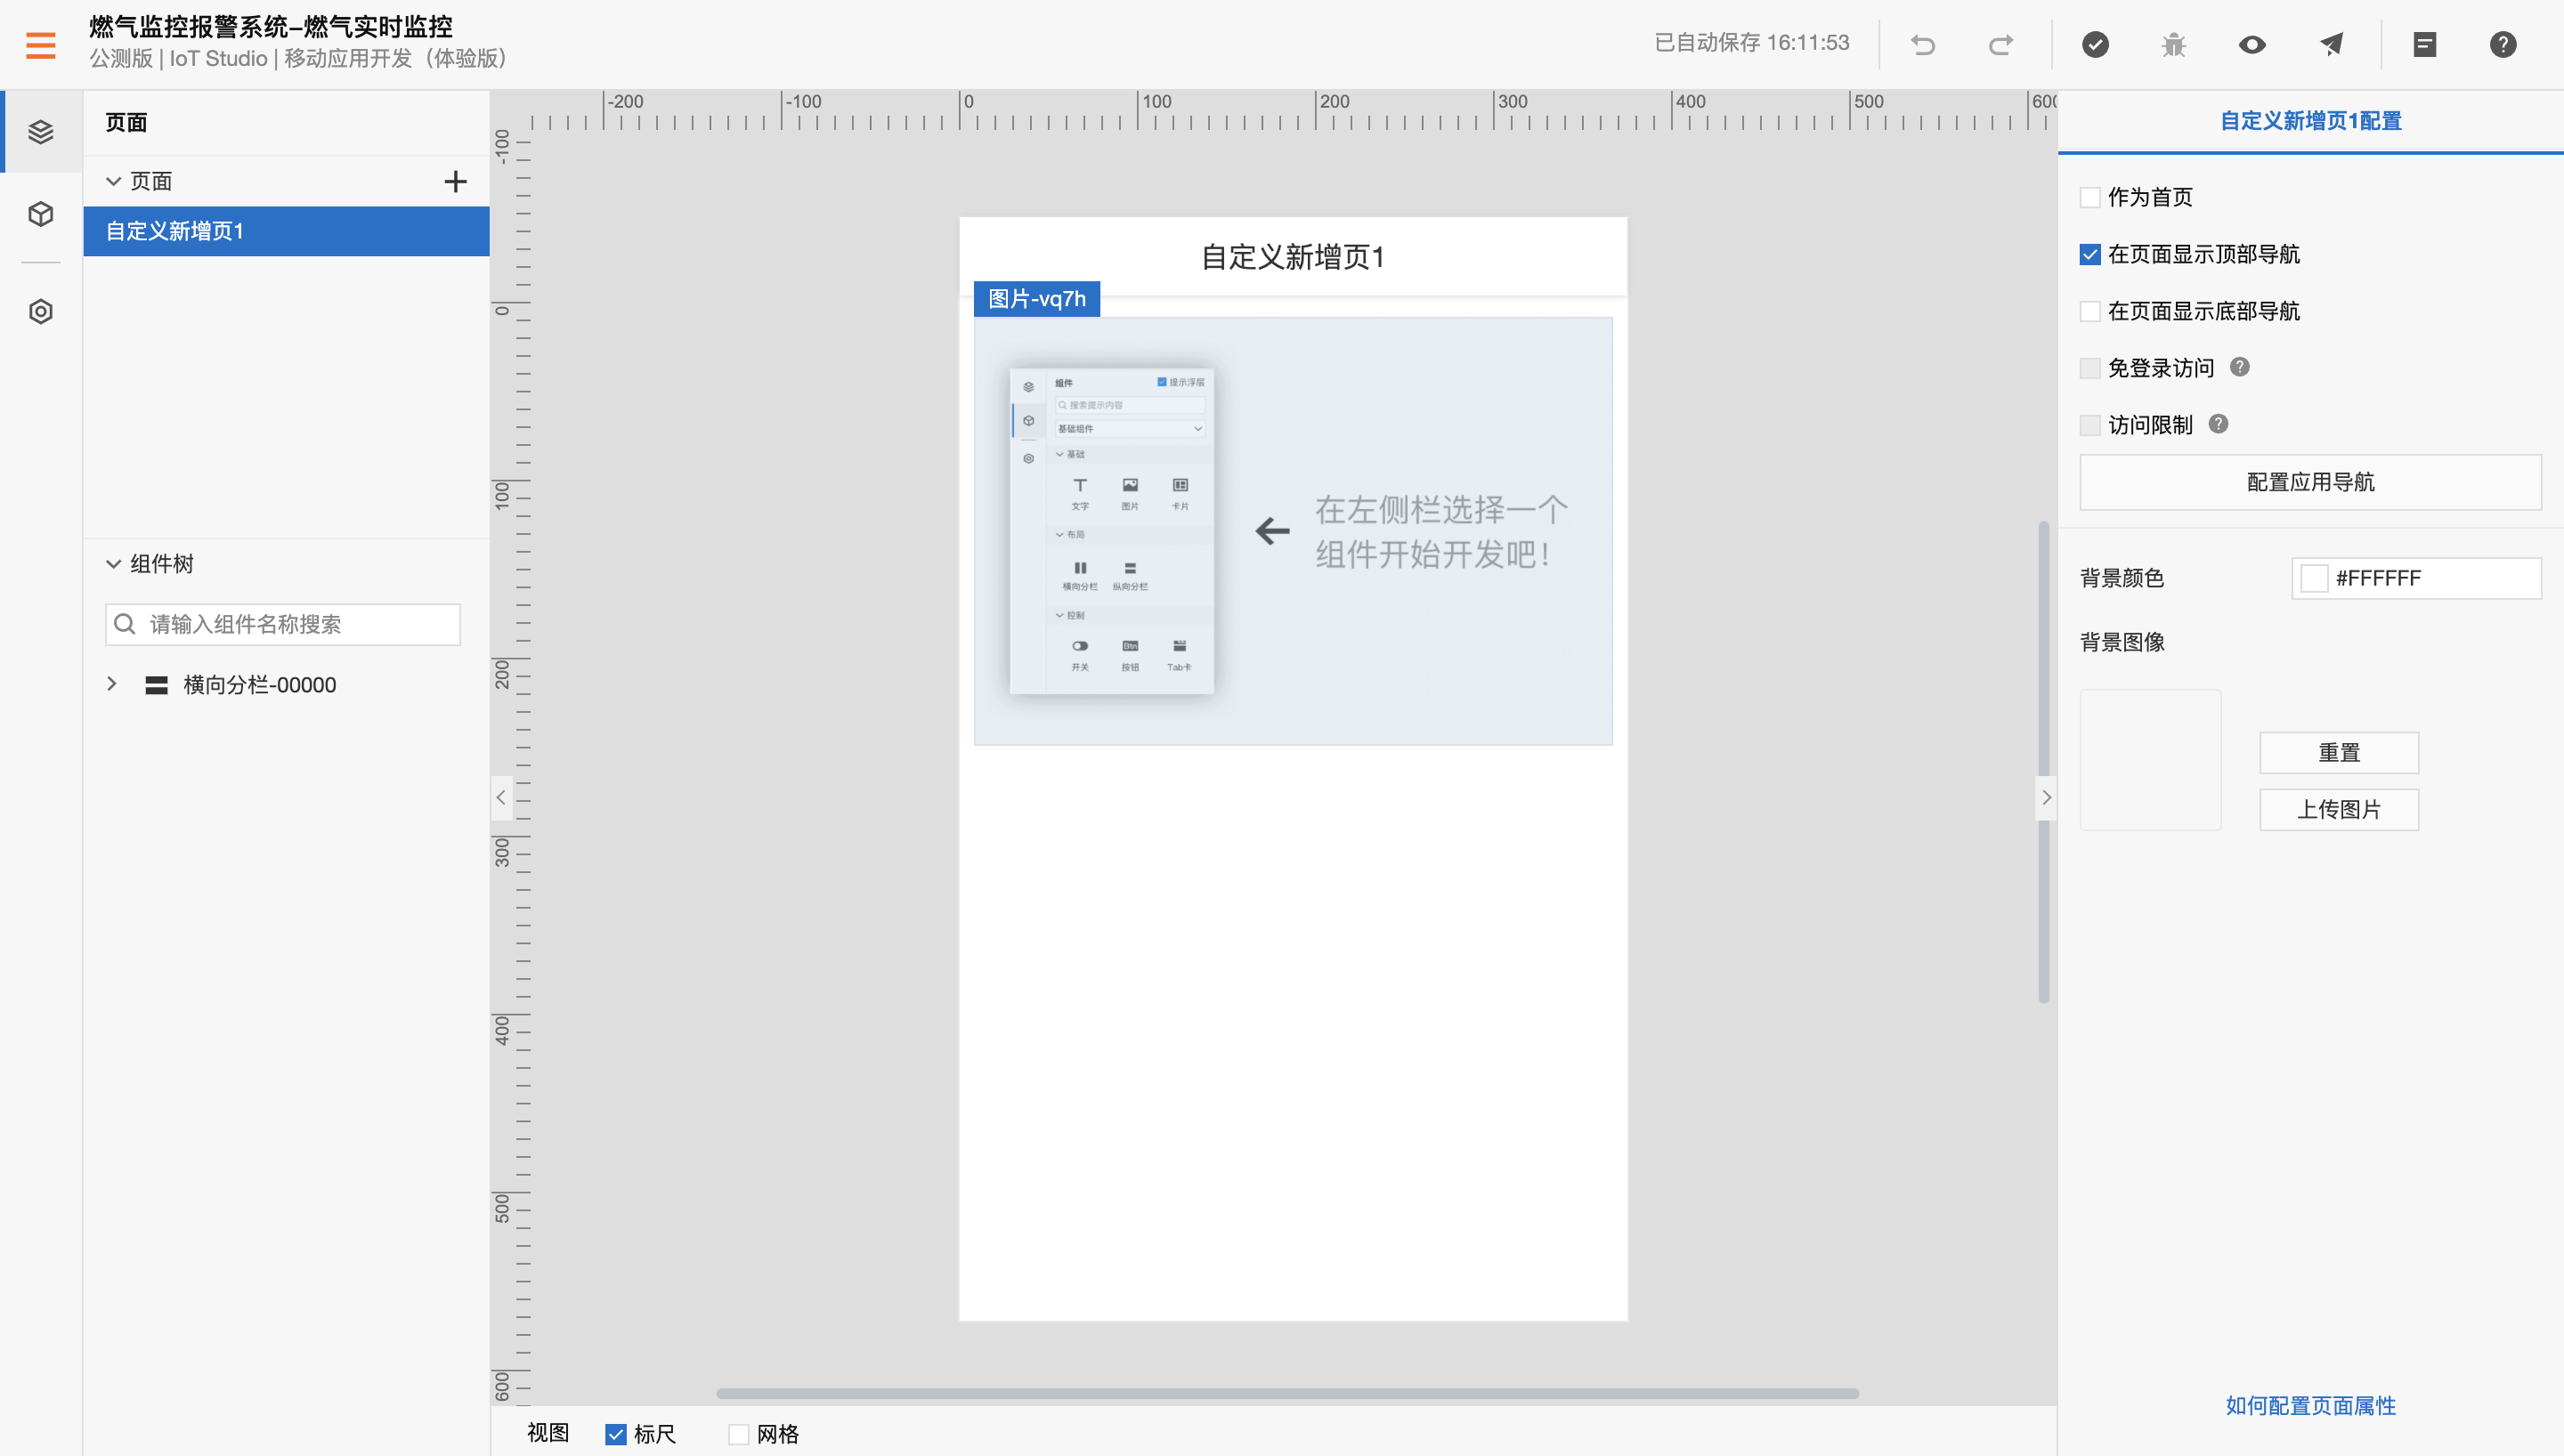 燃气监控报警系统-燃气实时监控
公测版 | IoT Studio | 移动应用开发（体验版）
已自动保存 16:11:53
页面
页面
自定义新增页1
组件树
请输入组件名称搜索
横向分栏-00000
-200 -100 0 100 200 300 400 500 600
-100
0
100
200
300
400
500
600
自定义新增页1
图片-vq7h
组件
提示浮层
搜索提示内容
基础组件
基础
文字 图片 卡片
布局
横向分栏 纵向分栏
控制
Btn
开关 按钮 Tab卡
在左侧栏选择一个
组件开始开发吧！
视图 标尺 网格
自定义新增页1配置
作为首页
在页面显示顶部导航
在页面显示底部导航
免登录访问 ?
访问限制 ?
配置应用导航
背景颜色 #FFFFFF
背景图像
重置
上传图片
如何配置页面属性